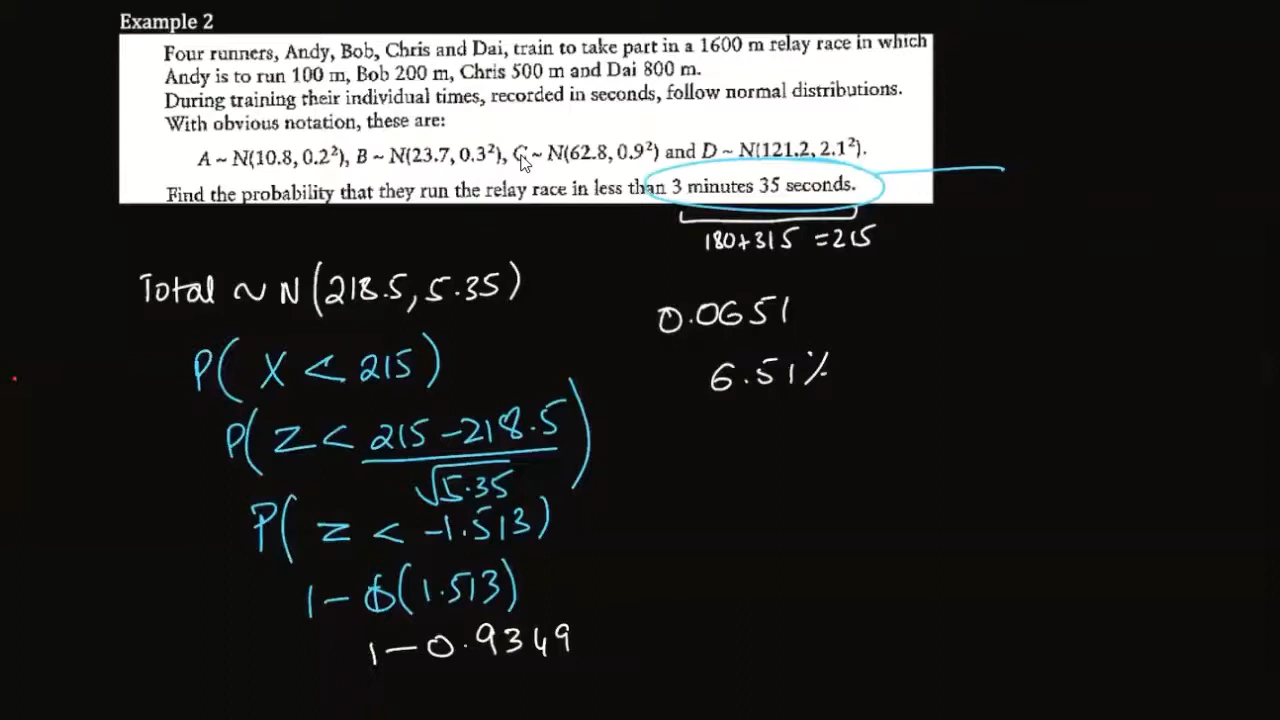 Example 2
Four runners, Andy, Bob, Chris and Dai, train to take part in a 1600 m relay race in which
Andy is to run 100 m, Bob 200 m, Chris 500 m and Dai 800 m.
During training their individual times, recorded in seconds, follow normal distributions.
With obvious notation, these are:
A ~ N(10.8, 0.2²), B ~ N(23.7, 0.3²), C ~ N(62.8, 0.9²) and D ~ N(121.2, 2.1²).
Find the probability that they run the relay race in less than 3 minutes 35 seconds.
180+315 =215
Total ~ N(218.5, 5.35)
0.0651
P(X < 215)
6.51%
P(Z < 215 - 218.5
√5.35)
P(Z < -1.513)
1 - Φ(1.513)
1 - 0.9349